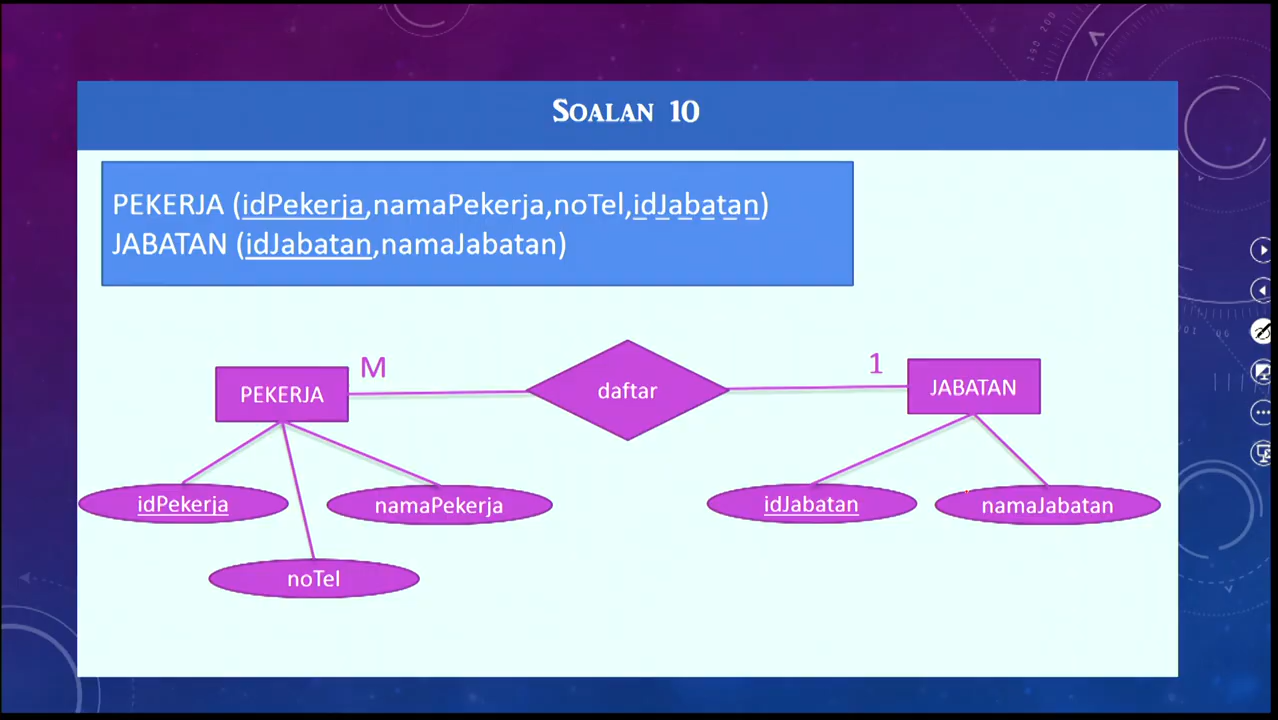 SOALAN 10
PEKERJA (idPekerja,namaPekerja,noTel,idJabatan)
JABATAN (idJabatan,namaJabatan)
M
1
PEKERJA
daftar
JABATAN
idPekerja
namaPekerja
idJabatan
namaJabatan
noTel